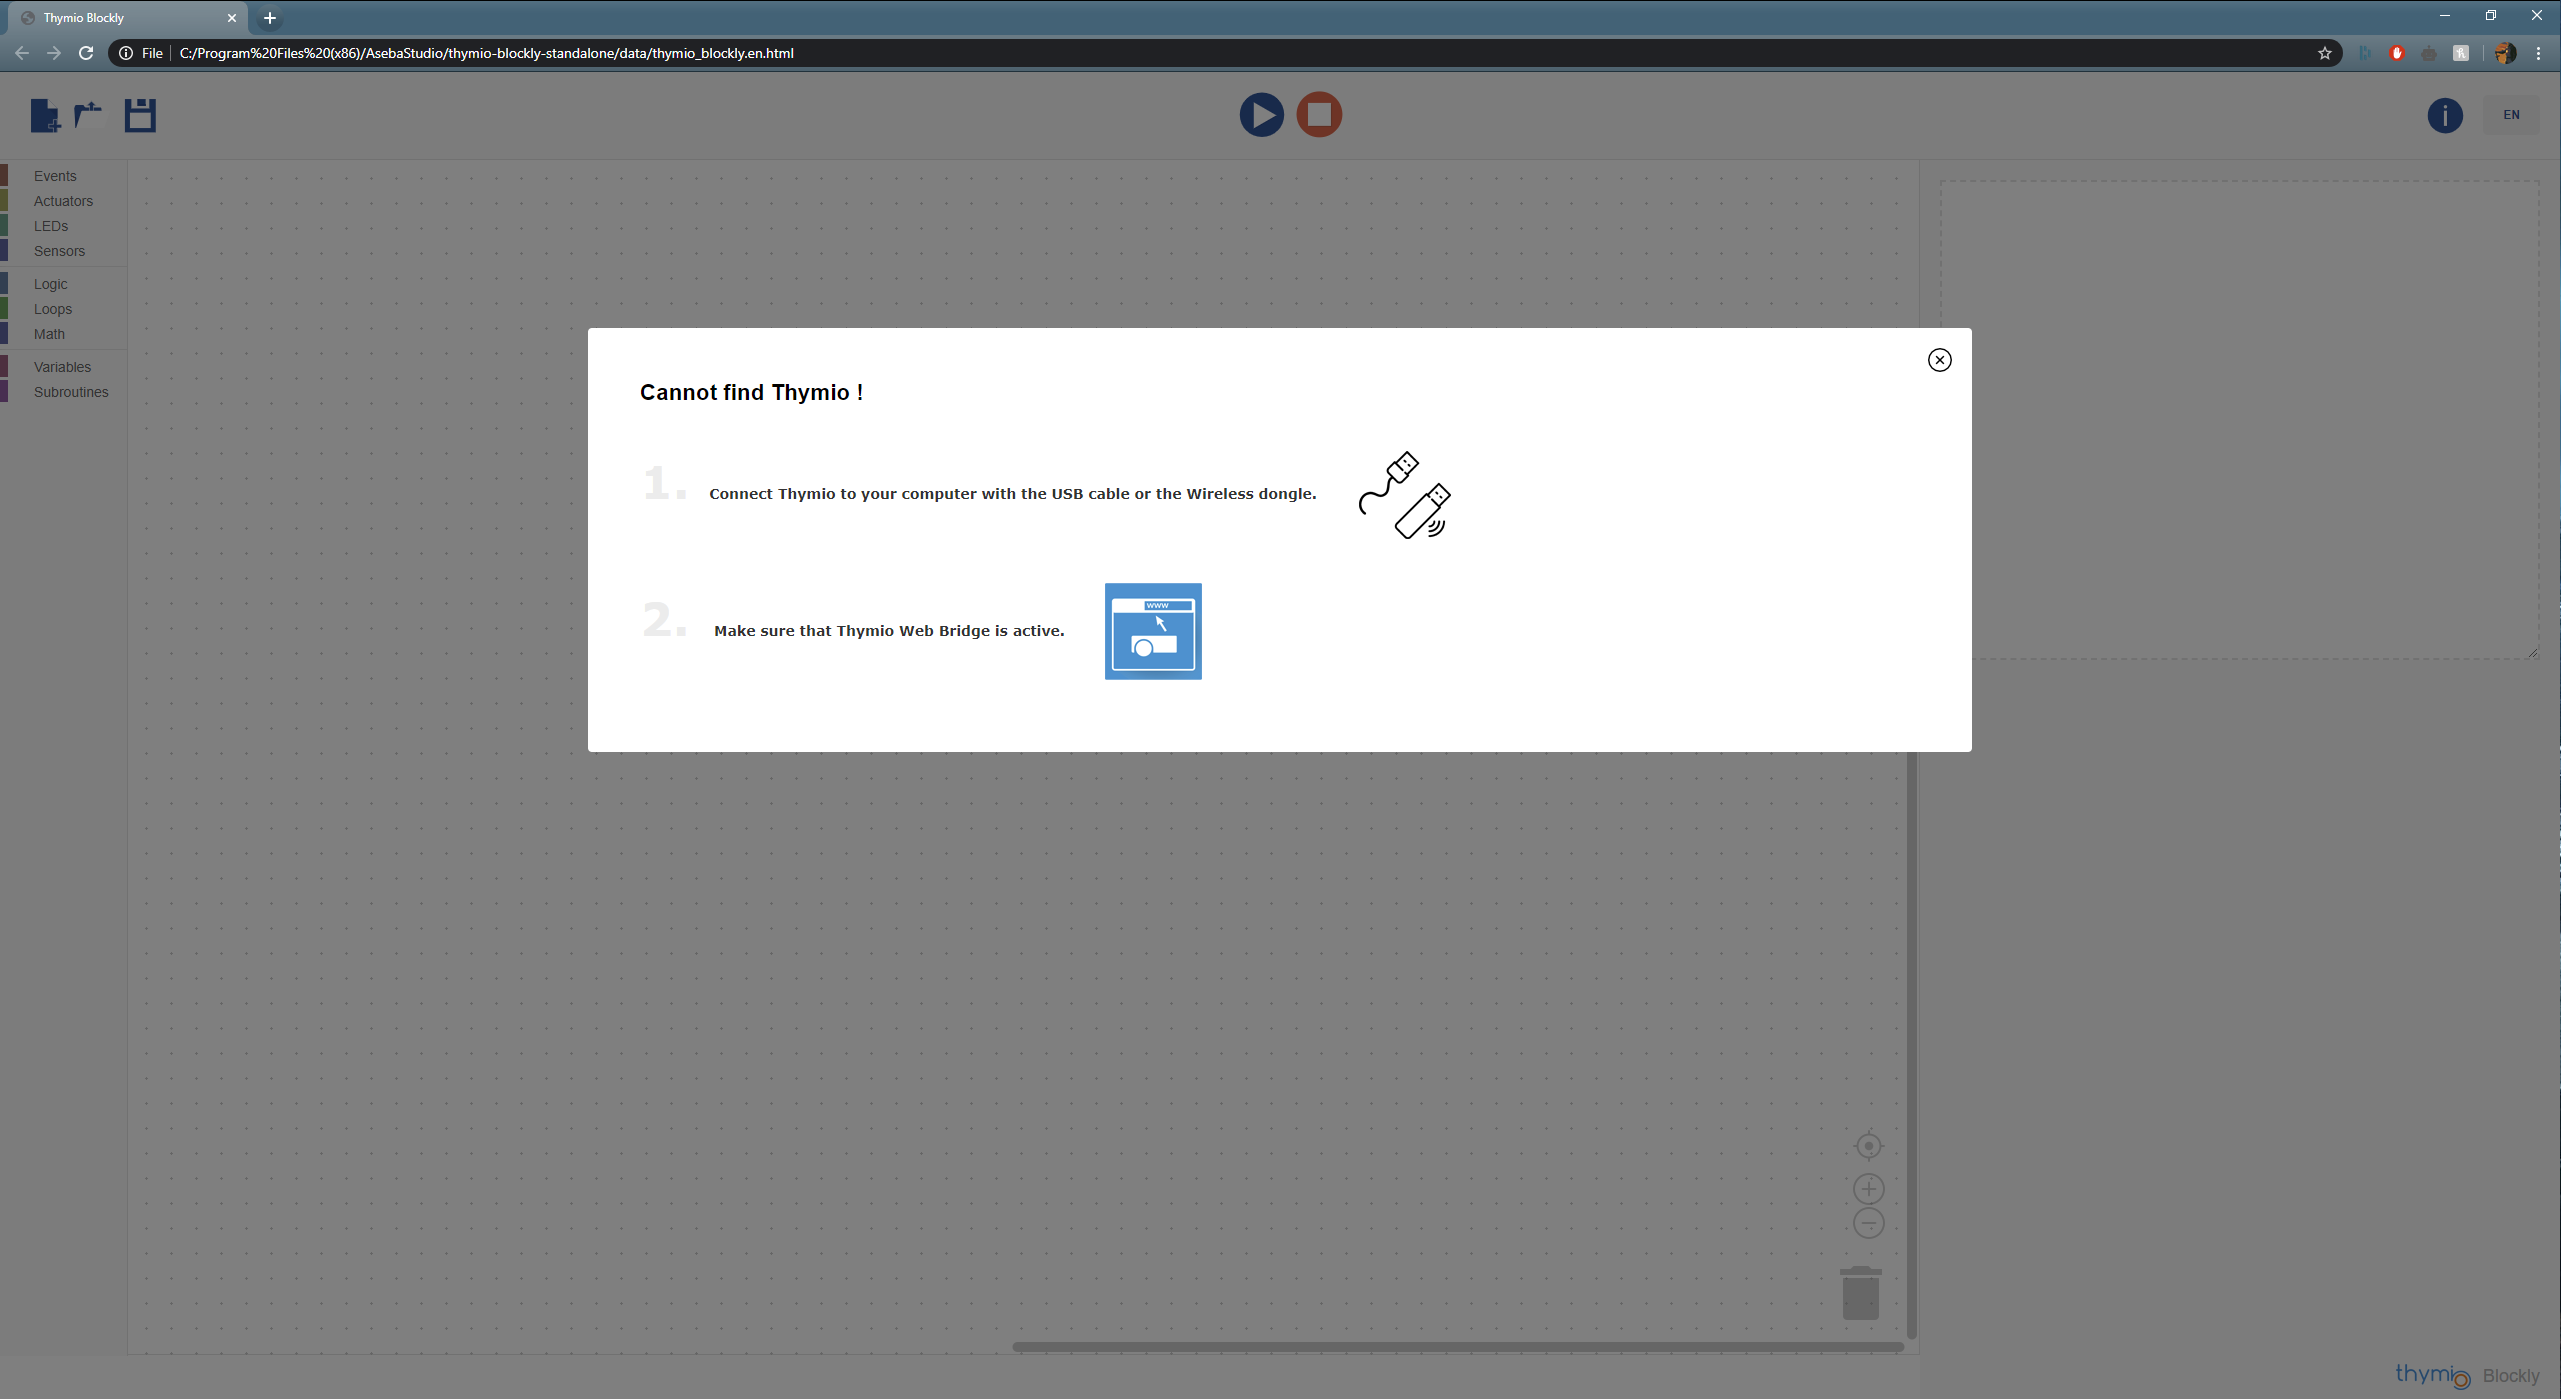 Thymio Blockly
File C:/Program%20Files%20(x86)/AsebaStudio/thymio-blockly-standalone/data/thymio_blockly.en.html
EN
Events
Actuators
LEDs
Sensors
Logic
Loops
Math
Variables
Subroutines
Cannot find Thymio !
1. Connect Thymio to your computer with the USB cable or the Wireless dongle.
www
2. Make sure that Thymio Web Bridge is active.
thymio Blockly